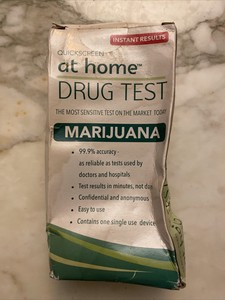 INSTANT RESULTS
QUICKSCREEN
at home™
DRUG TEST
THE MOST SENSITIVE TEST ON THE MARKET TODAY
MARIJUANA
• 99.9% accuracy -
as reliable as tests used by
doctors and hospitals
• Test results in minutes, not
• Confidential and anonymous
• Easy to use
• Contains one single use device